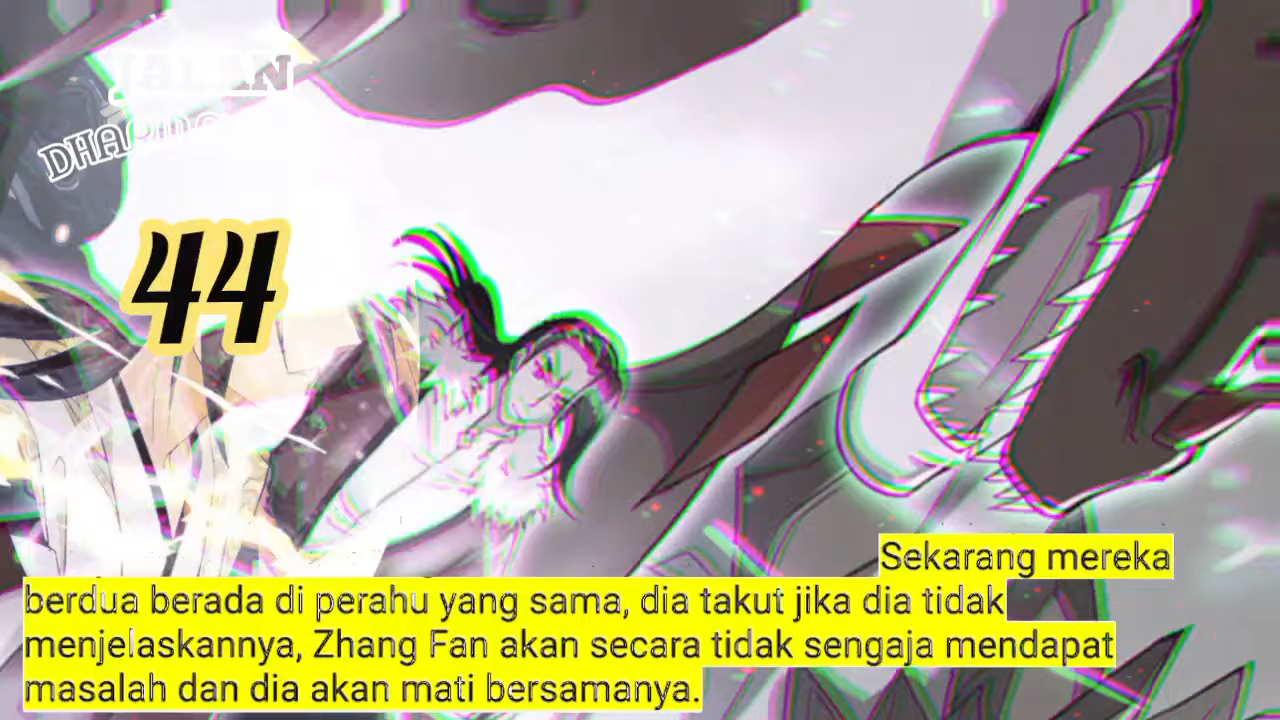 JALAN
44
Sekarang mereka
berdua berada di perahu yang sama, dia takut jika dia tidak
menjelaskannya, Zhang Fan akan secara tidak sengaja mendapat
masalah dan dia akan mati bersamanya.